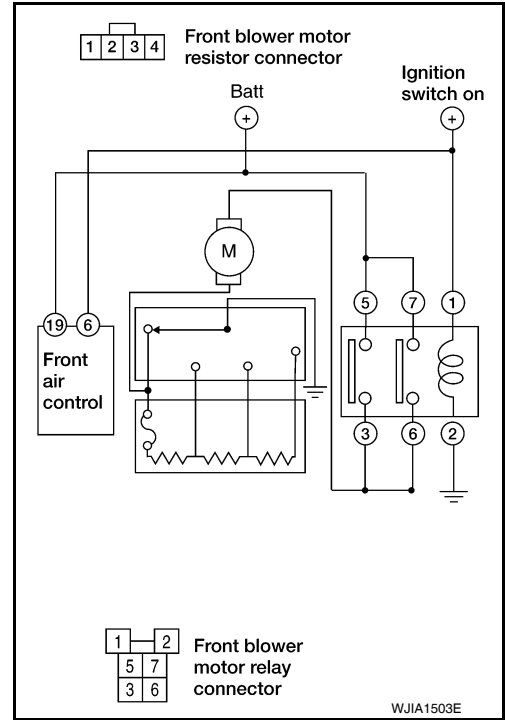 1 2 3 4
Front blower motor
resistor connector
Batt
Ignition
switch on
+
+
M
19 6
5 7 1
Front
air
control
3 6 2
1 2
5 7
3 6
Front blower
motor relay
connector
WJIA1503E